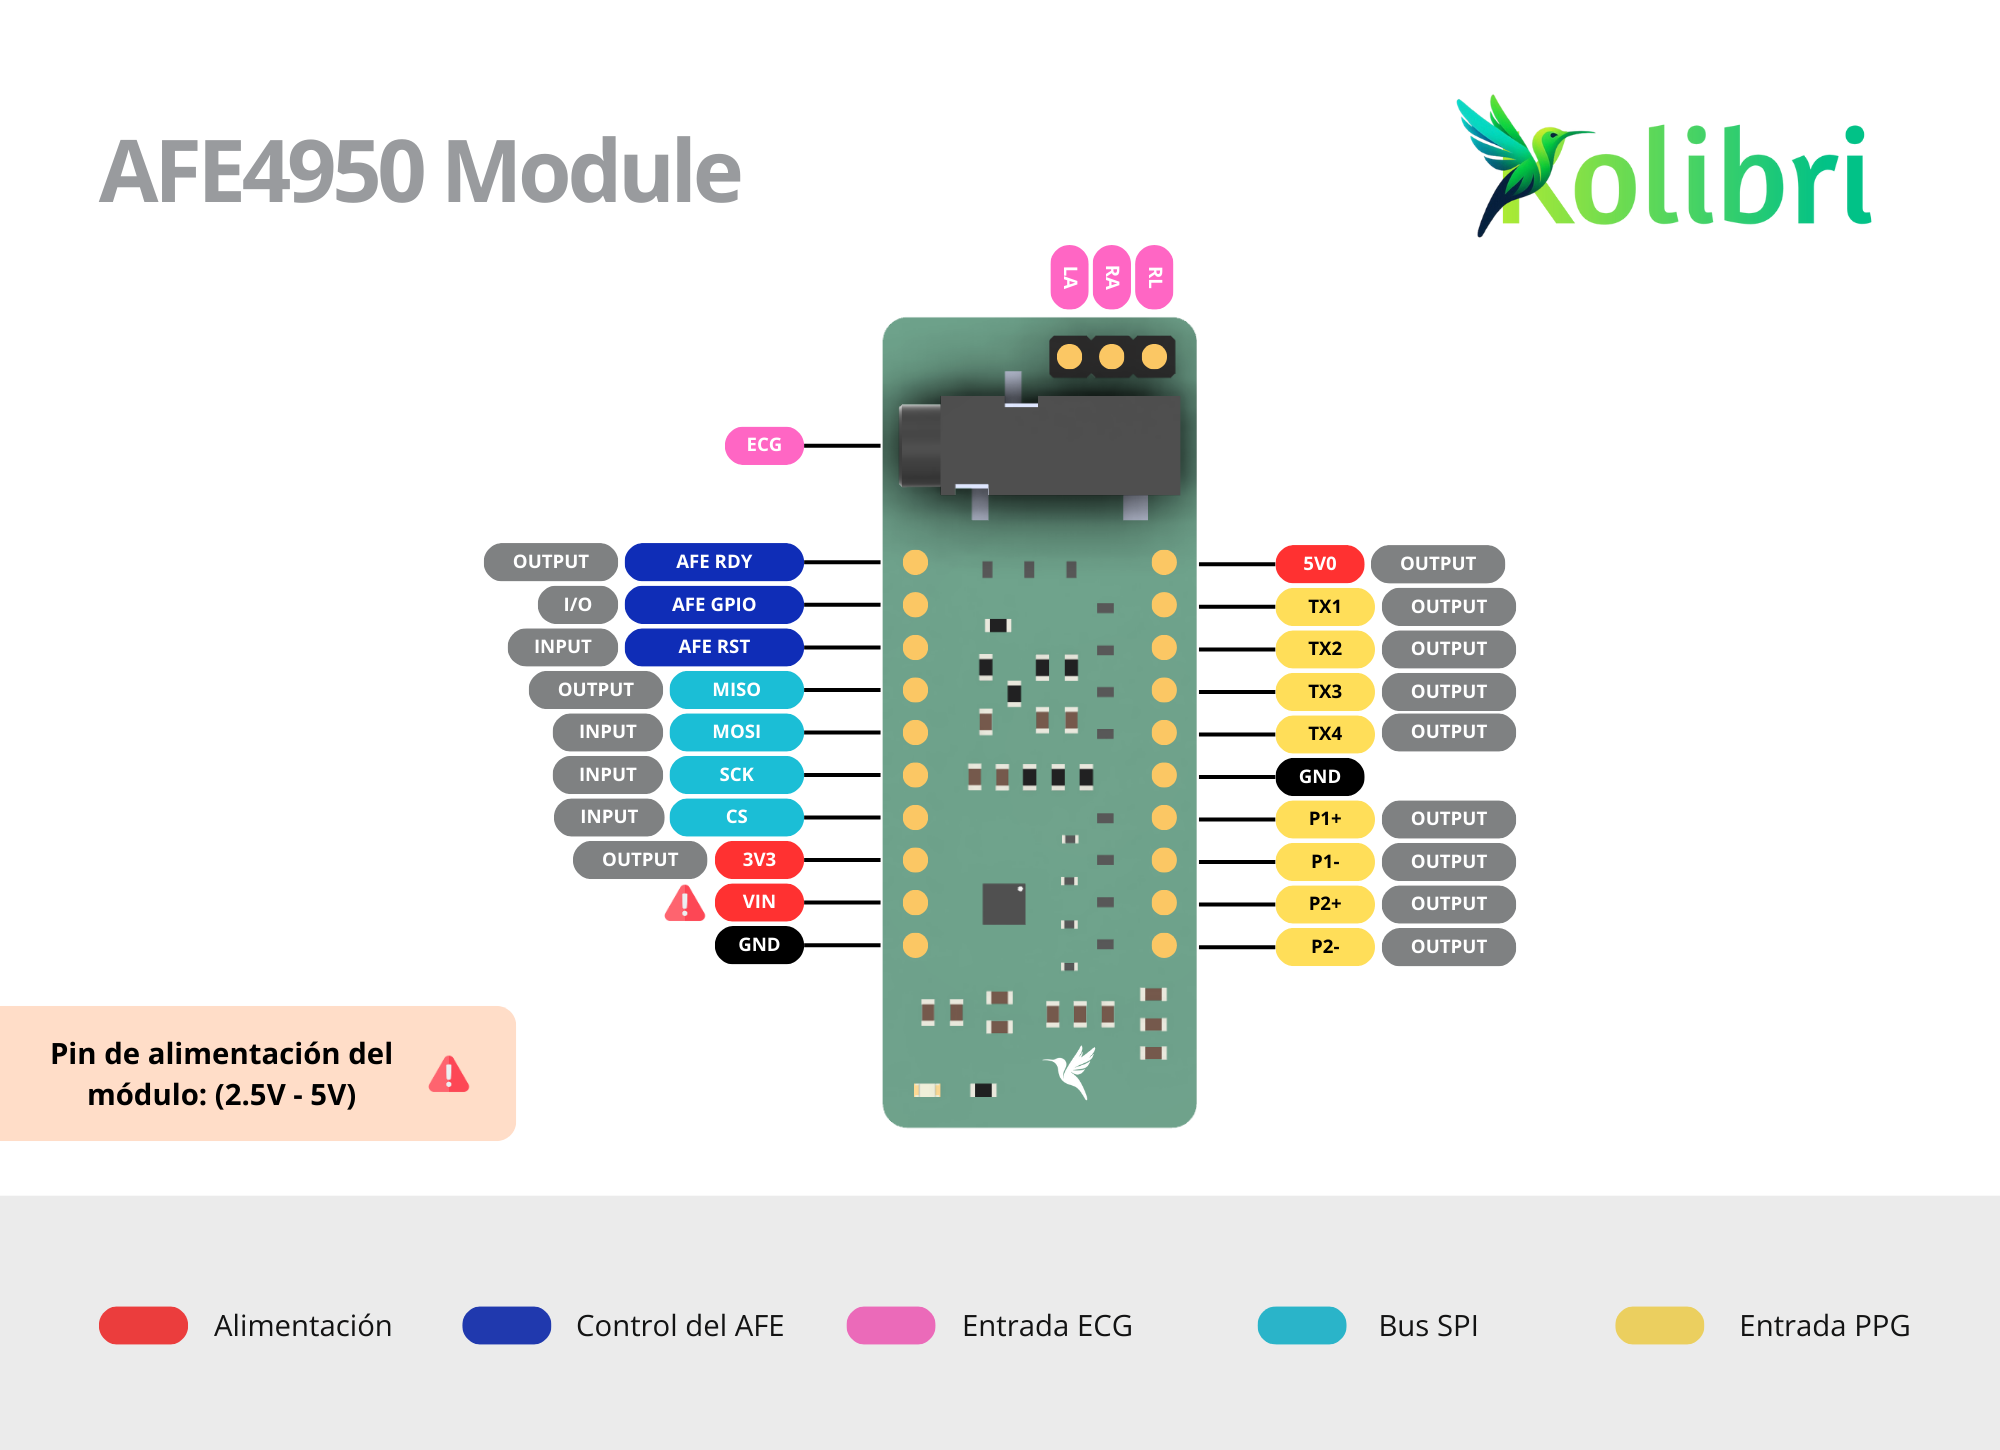 AFE4950 Module
Kolibri
LA RA RL
ECG
OUTPUT AFE RDY
I/O AFE GPIO
INPUT AFE RST
OUTPUT MISO
INPUT MOSI
INPUT SCK
INPUT CS
OUTPUT 3V3
VIN
GND
5V0 OUTPUT
TX1 OUTPUT
TX2 OUTPUT
TX3 OUTPUT
TX4 OUTPUT
GND
P1+ OUTPUT
P1- OUTPUT
P2+ OUTPUT
P2- OUTPUT
Pin de alimentación del
módulo: (2.5V - 5V)
Alimentación
Control del AFE
Entrada ECG
Bus SPI
Entrada PPG